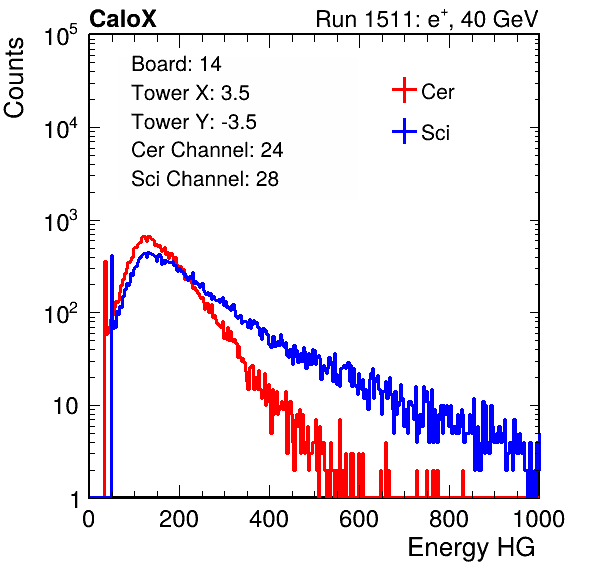 CaloX Run 1511: e+, 40 GeV
Counts
10^5
10^4
10^3
10^2
10
1
Board: 14
Tower X: 3.5
Tower Y: -3.5
Cer Channel: 24
Sci Channel: 28
Cer
Sci
0 200 400 600 800 1000
Energy HG